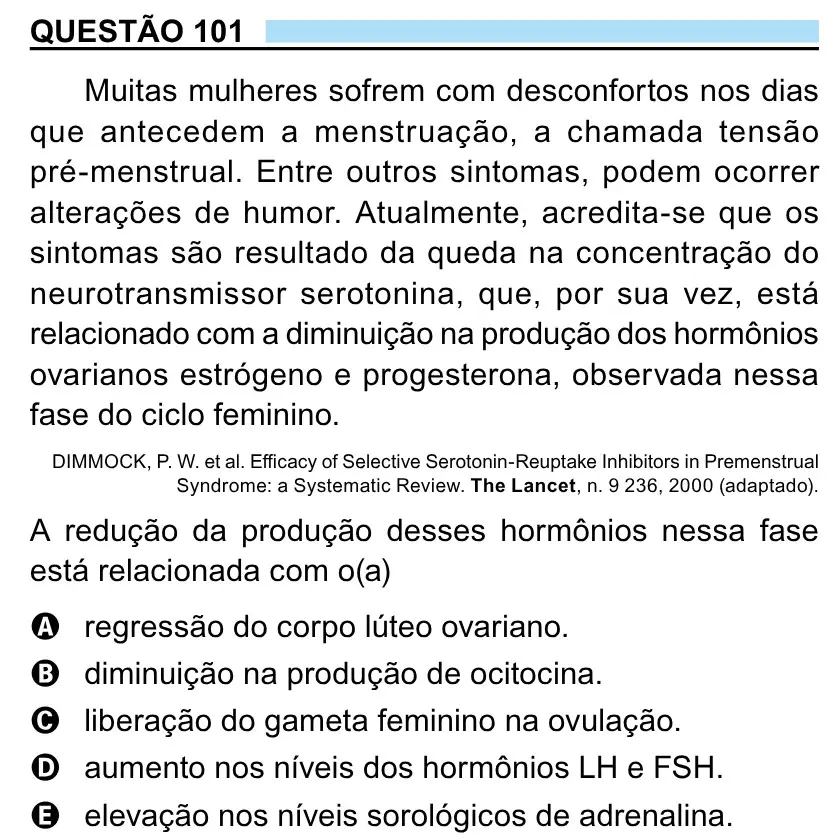 QUESTÃO 101
Muitas mulheres sofrem com desconfortos nos dias
que antecedem a menstruação, a chamada tensão
pré-menstrual. Entre outros sintomas, podem ocorrer
alterações de humor. Atualmente, acredita-se que os
sintomas são resultado da queda na concentração do
neurotransmissor serotonina, que, por sua vez, está
relacionado com a diminuição na produção dos hormônios
ovarianos estrógeno e progesterona, observada nessa
fase do ciclo feminino.
DIMMOCK, P. W. et al. Efficacy of Selective Serotonin-Reuptake Inhibitors in Premenstrual
Syndrome: a Systematic Review. The Lancet, n. 9 236, 2000 (adaptado).
A redução da produção desses hormônios nessa fase
está relacionada com o(a)
A regressão do corpo lúteo ovariano.
B diminuição na produção de ocitocina.
C liberação do gameta feminino na ovulação.
D aumento nos níveis dos hormônios LH e FSH.
E elevação nos níveis sorológicos de adrenalina.